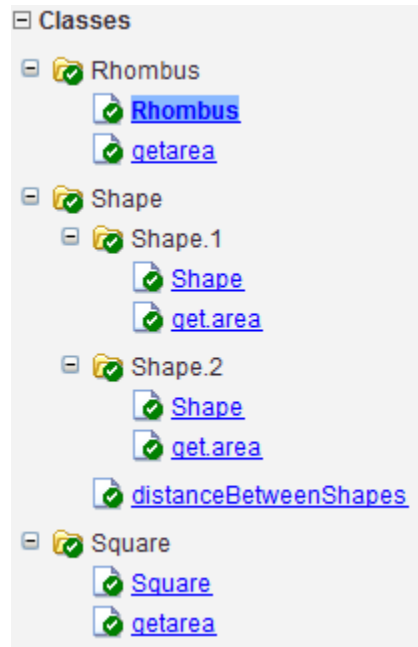 Classes
Rhombus
Rhombus
getarea
Shape
Shape.1
Shape
get.area
Shape.2
Shape
get.area
distanceBetweenShapes
Square
Square
getarea